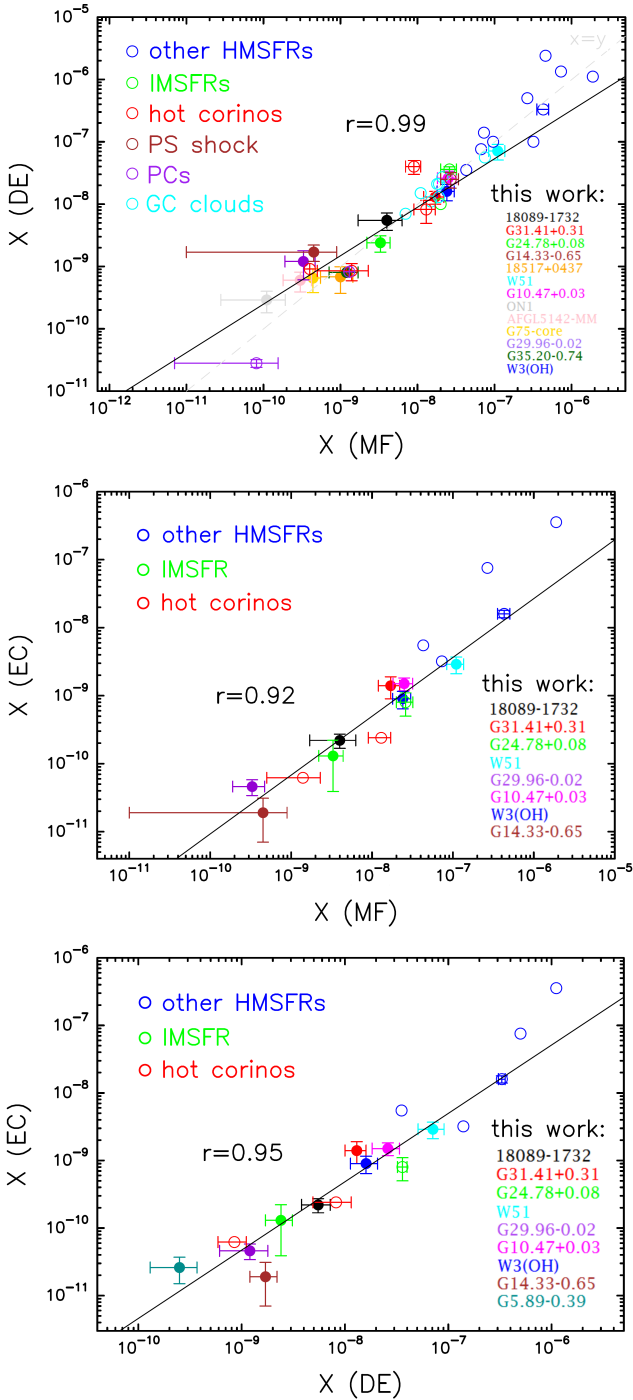 10⁻⁵
10⁻⁶
10⁻⁷
10⁻⁸
10⁻⁹
10⁻¹⁰
10⁻¹¹
X (DE)
other HMSFRs
IMSFRs
hot corinos
PS shock
PCs
GC clouds
x=y
r=0.99
this work:
18089-1732
G31.41+0.31
G24.78+0.08
G14.33-0.65
18517+0437
W51
G10.47+0.03
ON1
AFGL5142-MM
G75-core
G29.96-0.02
G35.20-0.74
W3(OH)
10⁻¹² 10⁻¹¹ 10⁻¹⁰ 10⁻⁹ 10⁻⁸ 10⁻⁷ 10⁻⁶
X (MF)
10⁻⁶
10⁻⁷
10⁻⁸
10⁻⁹
10⁻¹⁰
10⁻¹¹
X (EC)
other HMSFRs
IMSFR
hot corinos
r=0.92
this work:
18089-1732
G31.41+0.31
G24.78+0.08
W51
G29.96-0.02
G10.47+0.03
W3(OH)
G14.33-0.65
10⁻¹¹ 10⁻¹⁰ 10⁻⁹ 10⁻⁸ 10⁻⁷ 10⁻⁶ 10⁻⁵
X (MF)
10⁻⁶
10⁻⁷
10⁻⁸
10⁻⁹
10⁻¹⁰
10⁻¹¹
X (EC)
other HMSFRs
IMSFR
hot corinos
r=0.95
this work:
18089-1732
G31.41+0.31
G24.78+0.08
W51
G29.96-0.02
G10.47+0.03
W3(OH)
G14.33-0.65
G5.89-0.39
10⁻¹⁰ 10⁻⁹ 10⁻⁸ 10⁻⁷ 10⁻⁶
X (DE)